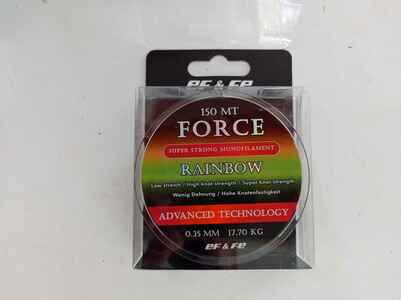 eF & Fe
150 MT
FORCE
SUPER STRONG MONOFILAMENT
RAINBOW
Low strench / High knot strength / Super knot strength
Wenig Dehnung / Hohe Knotenfestigkeit
ADVANCED TECHNOLOGY
0.35 MM 17.70 KG
eF & Fe